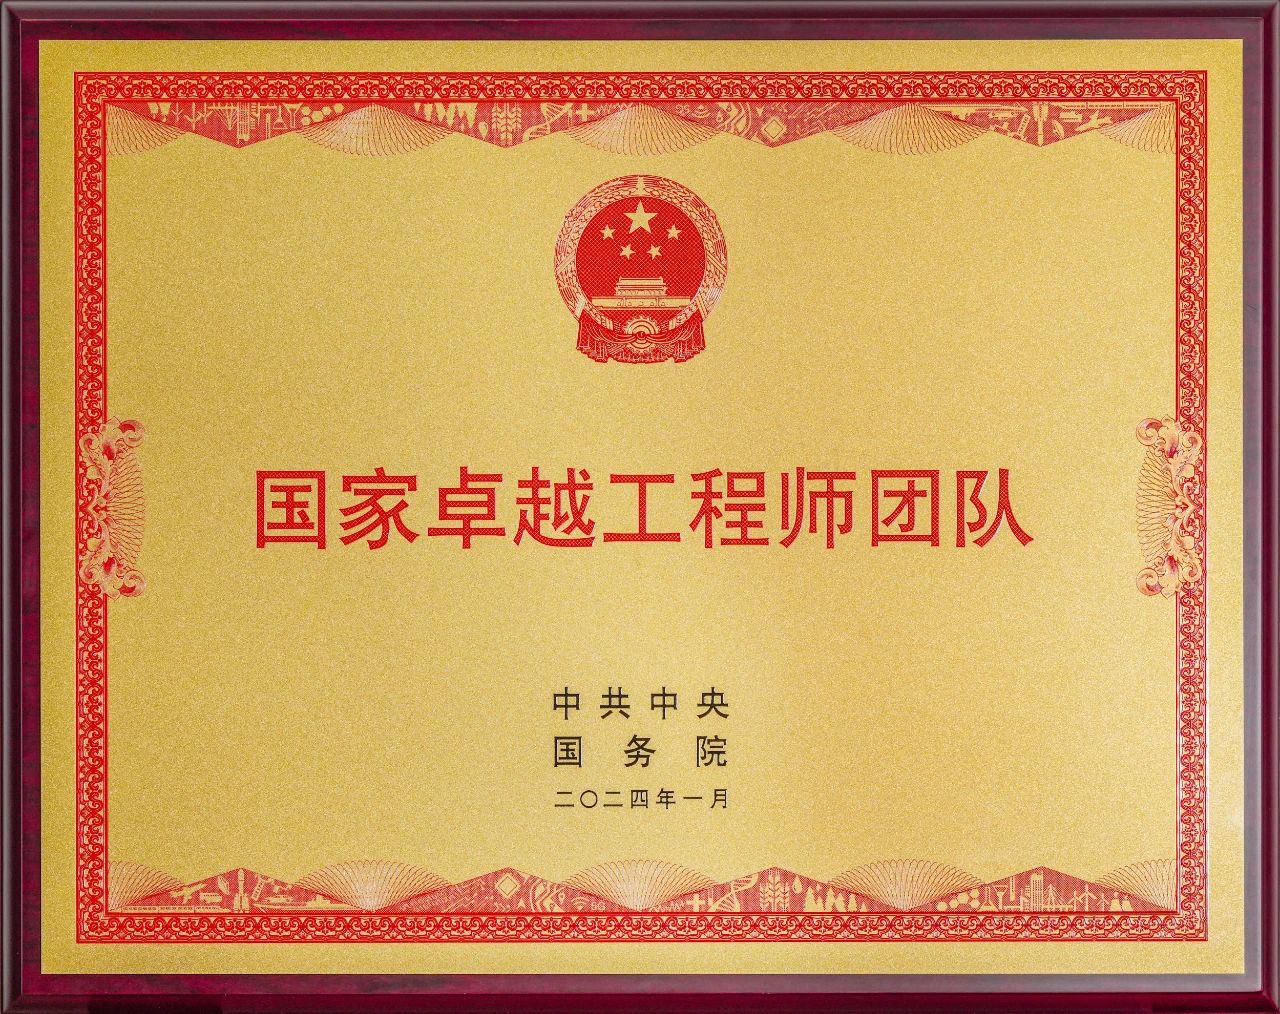 国家卓越工程师团队
中共中央
国务院
二〇二四年一月